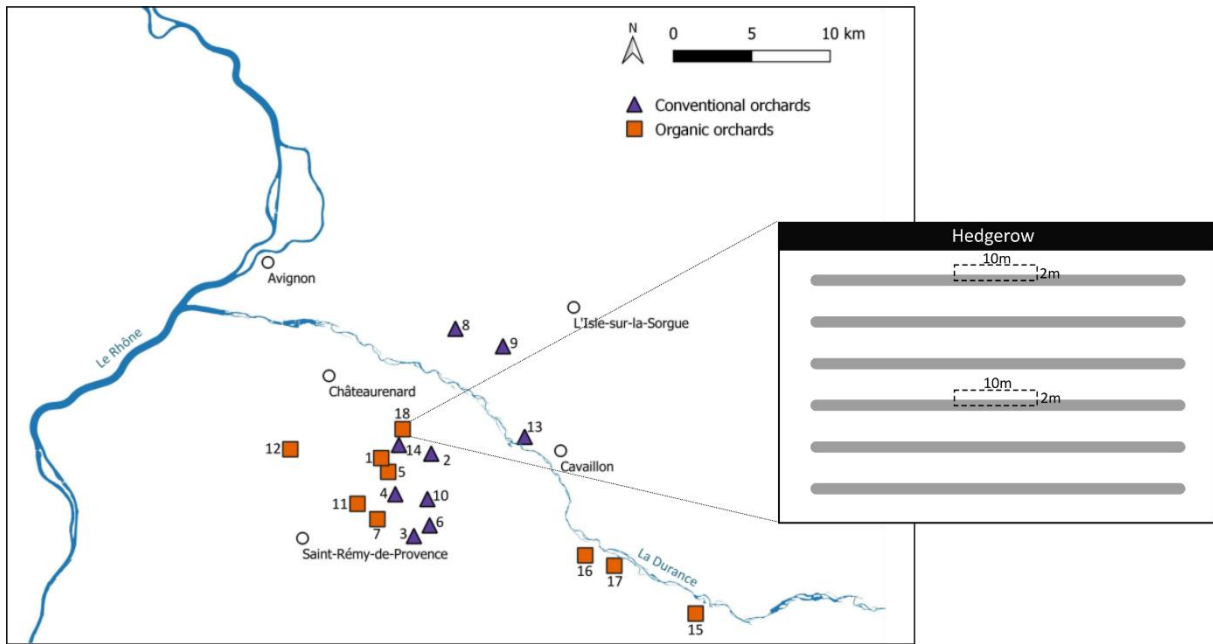 N
0 5 10 km
Conventional orchards
Organic orchards
Hedgerow
10m
2m
10m
2m
Avignon
Le Rhône
L'Isle-sur-la-Sorgue
8
9
Châteaurenard
18
13
12
14
2
1
5
Cavaillon
4
10
11
6
7
3
Saint-Rémy-de-Provence
La Durance
16
17
15